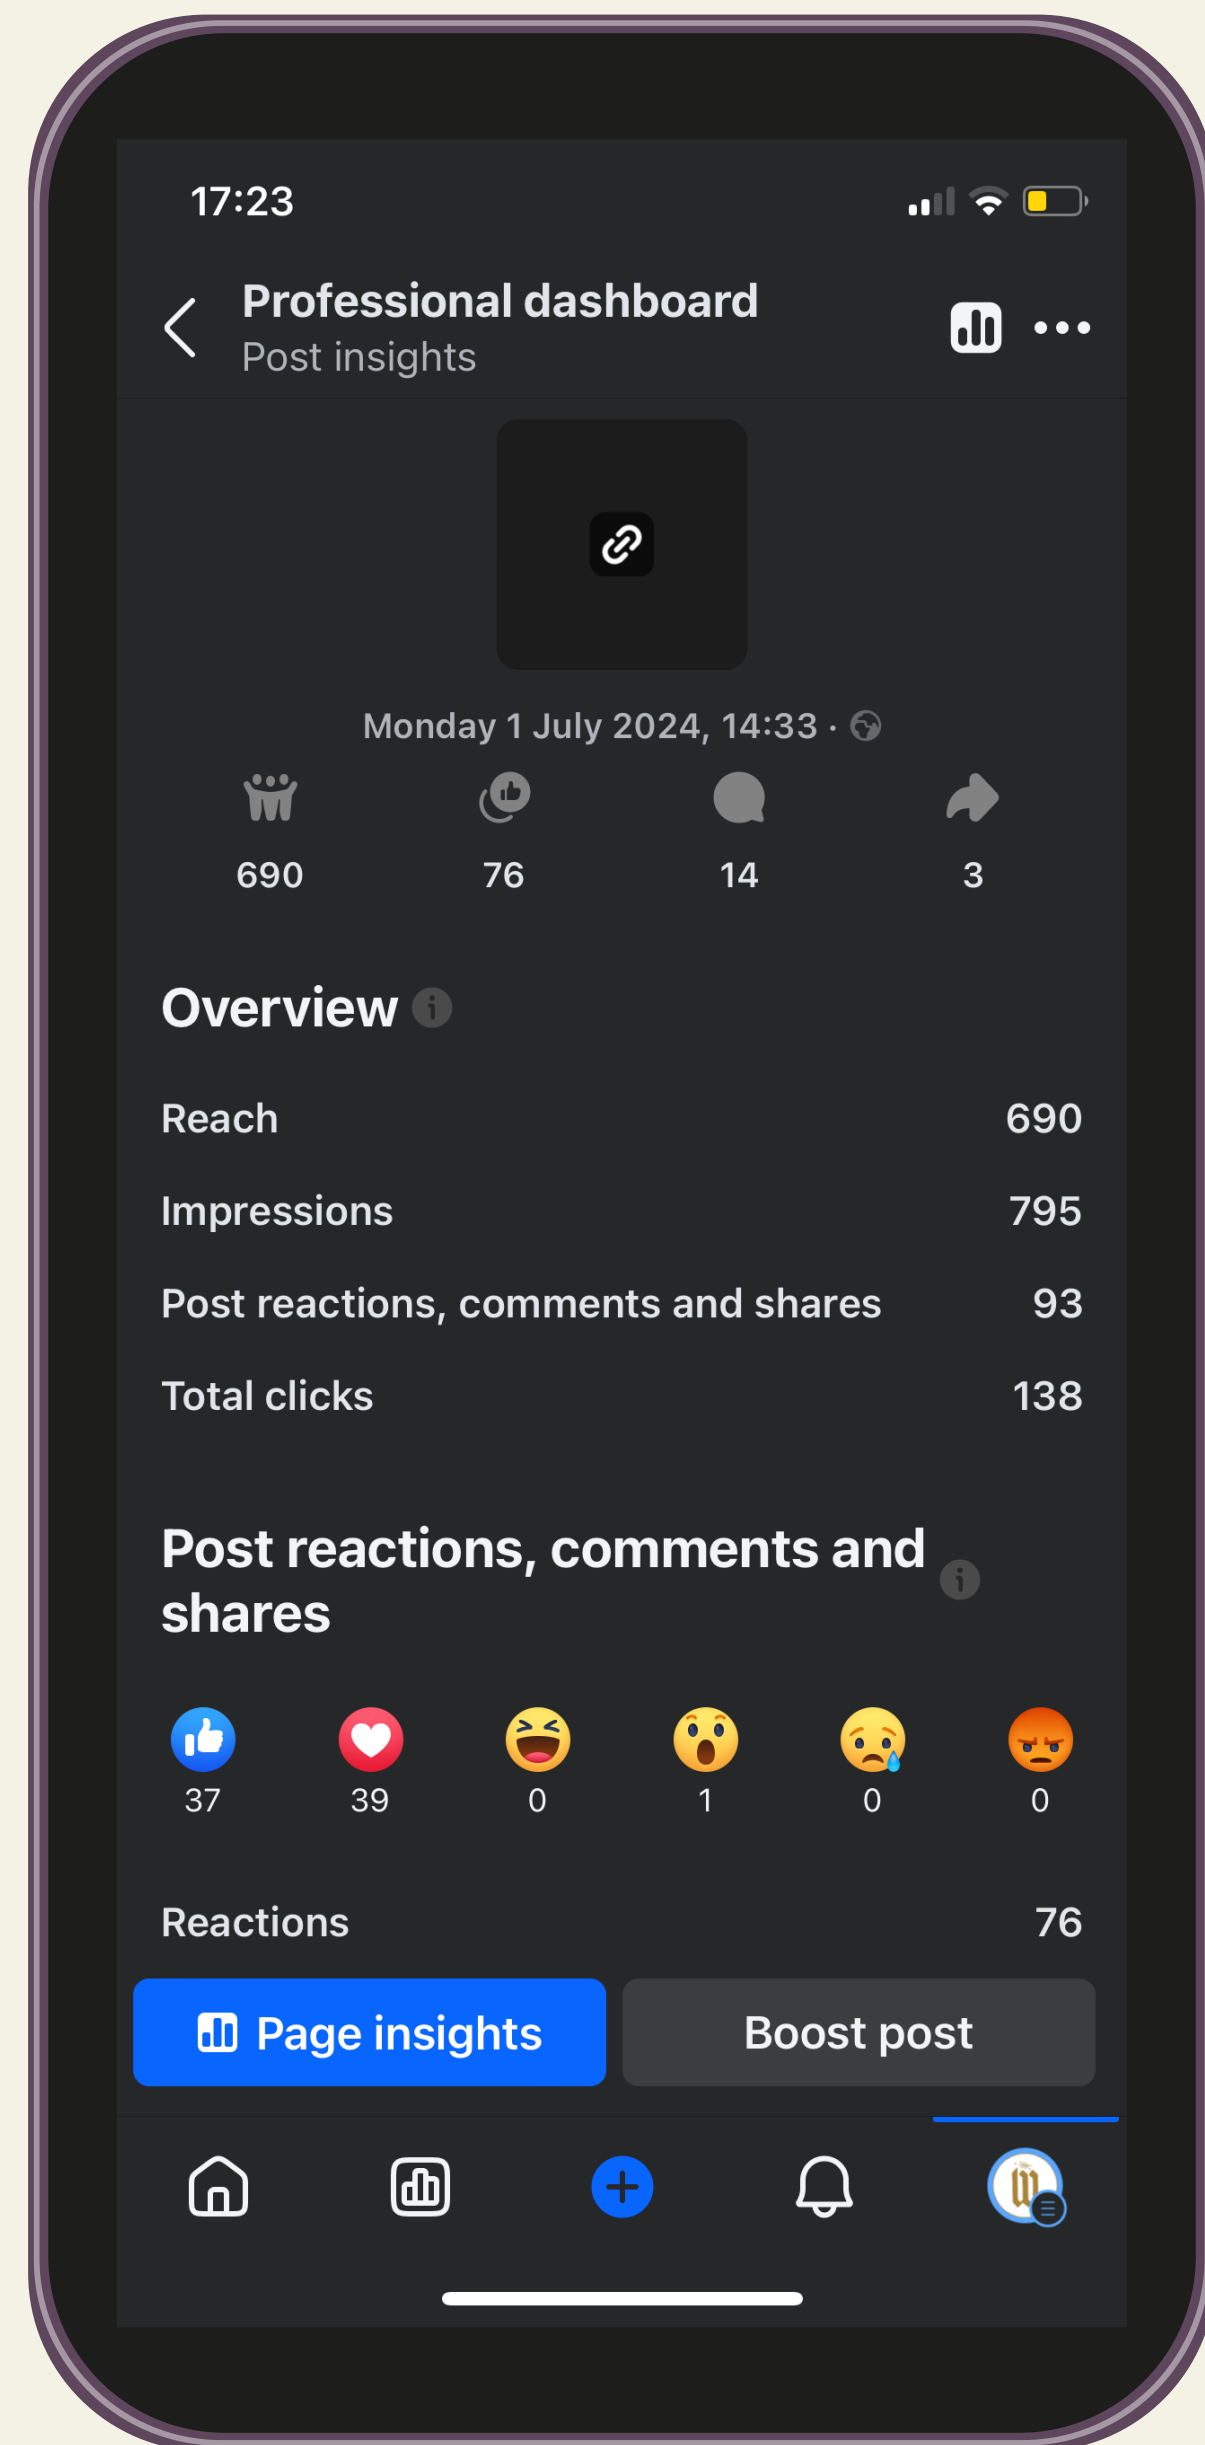 17:23
Professional dashboard
Post insights
Monday 1 July 2024, 14:33 ·
690 76 14 3
Overview
Reach 690
Impressions 795
Post reactions, comments and shares 93
Total clicks 138
Post reactions, comments and
shares
37 39 0 1 0 0
Reactions 76
Page insights Boost post